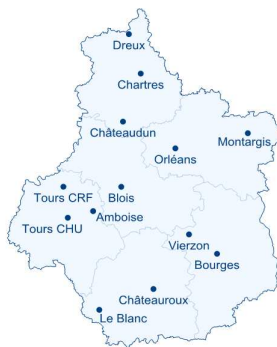 Dreux
Chartres
Châteaudun
Montargis
Orléans
Tours CRF
Blois
Amboise
Tours CHU
Vierzon
Bourges
Châteauroux
Le Blanc